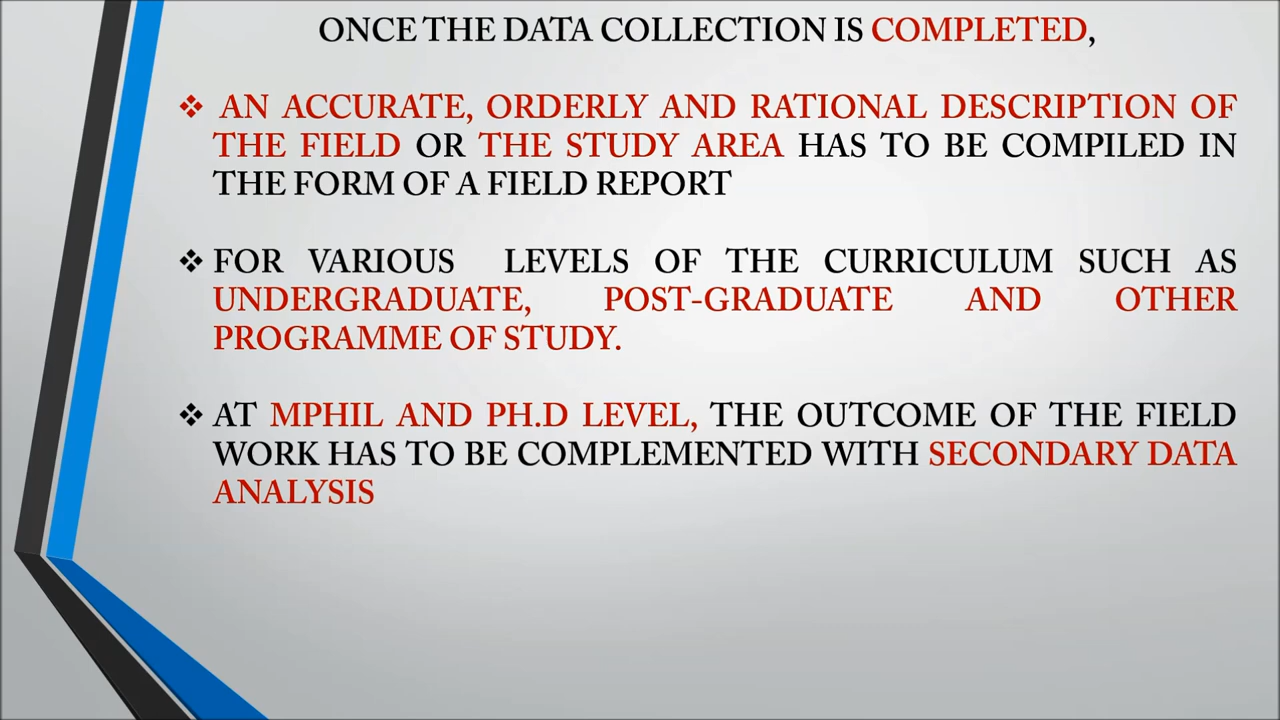 ONCE THE DATA COLLECTION IS COMPLETED,
❖ AN ACCURATE, ORDERLY AND RATIONAL DESCRIPTION OF
THE FIELD OR THE STUDY AREA HAS TO BE COMPILED IN
THE FORM OF A FIELD REPORT
❖ FOR VARIOUS LEVELS OF THE CURRICULUM SUCH AS
UNDERGRADUATE, POST-GRADUATE AND OTHER
PROGRAMME OF STUDY.
❖ AT MPHIL AND PH.D LEVEL, THE OUTCOME OF THE FIELD
WORK HAS TO BE COMPLEMENTED WITH SECONDARY DATA
ANALYSIS